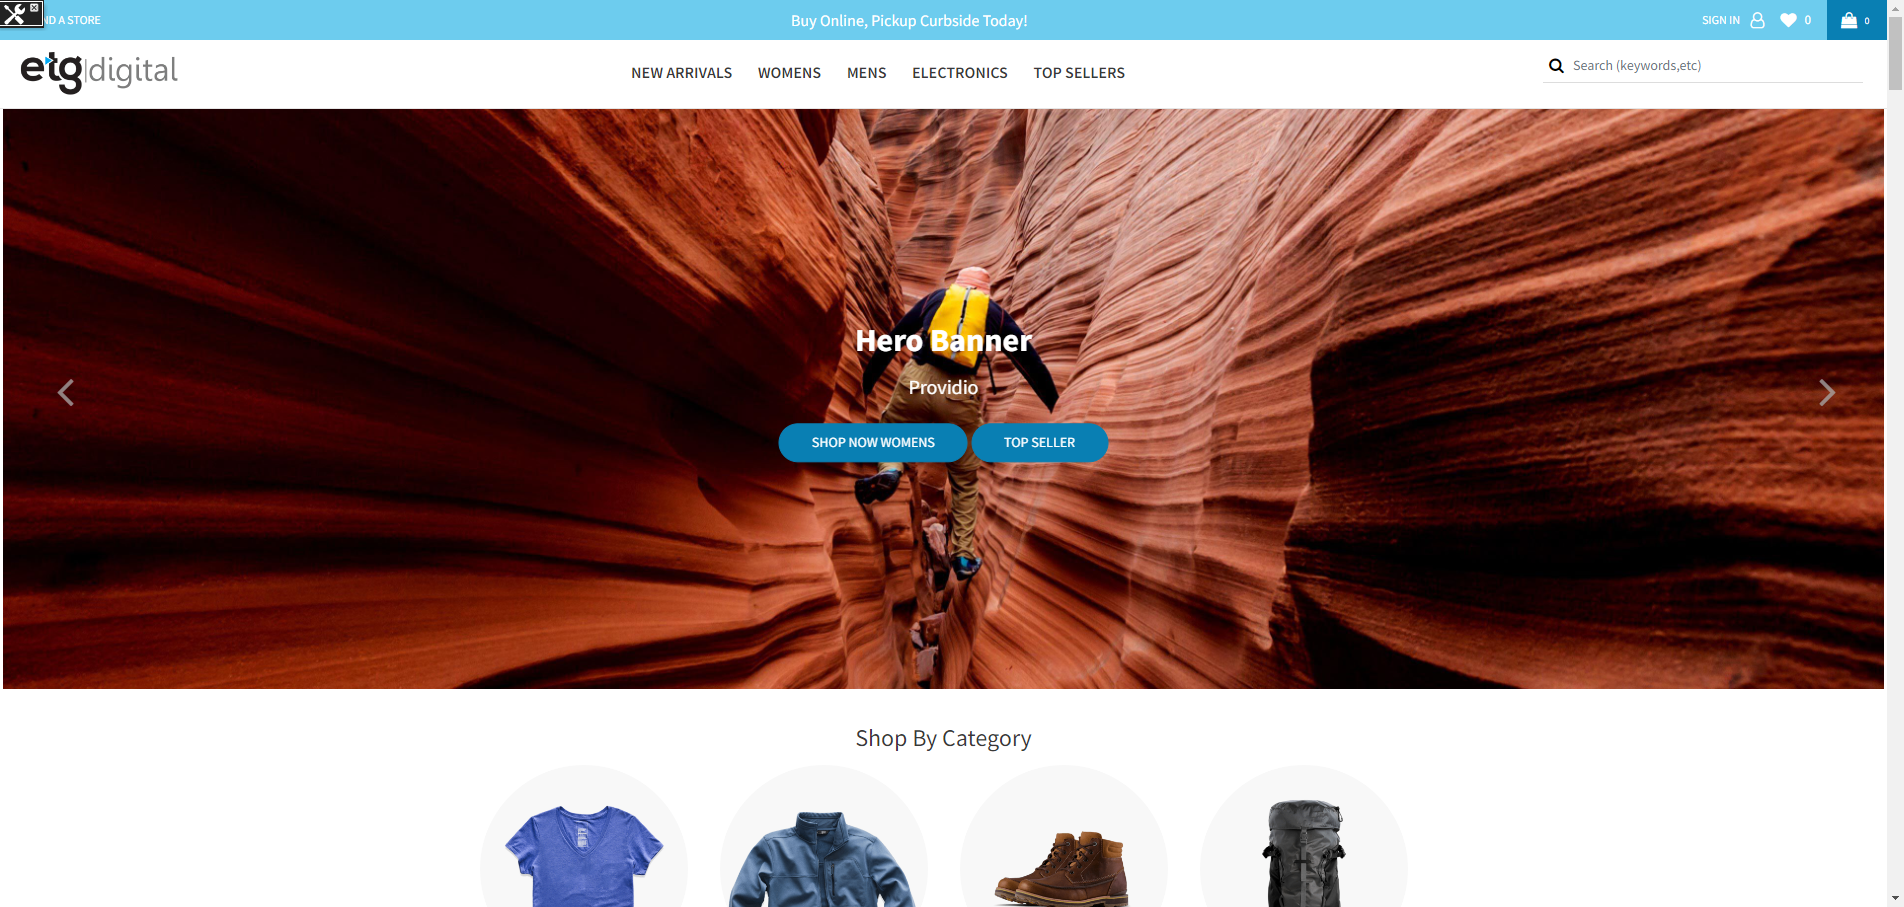 ND A STORE
Buy Online, Pickup Curbside Today!
SIGN IN 0 0
etg|digital
NEW ARRIVALS WOMENS MENS ELECTRONICS TOP SELLERS
Search (keywords,etc)
Hero Banner
Providio
SHOP NOW WOMENS TOP SELLER
Shop By Category